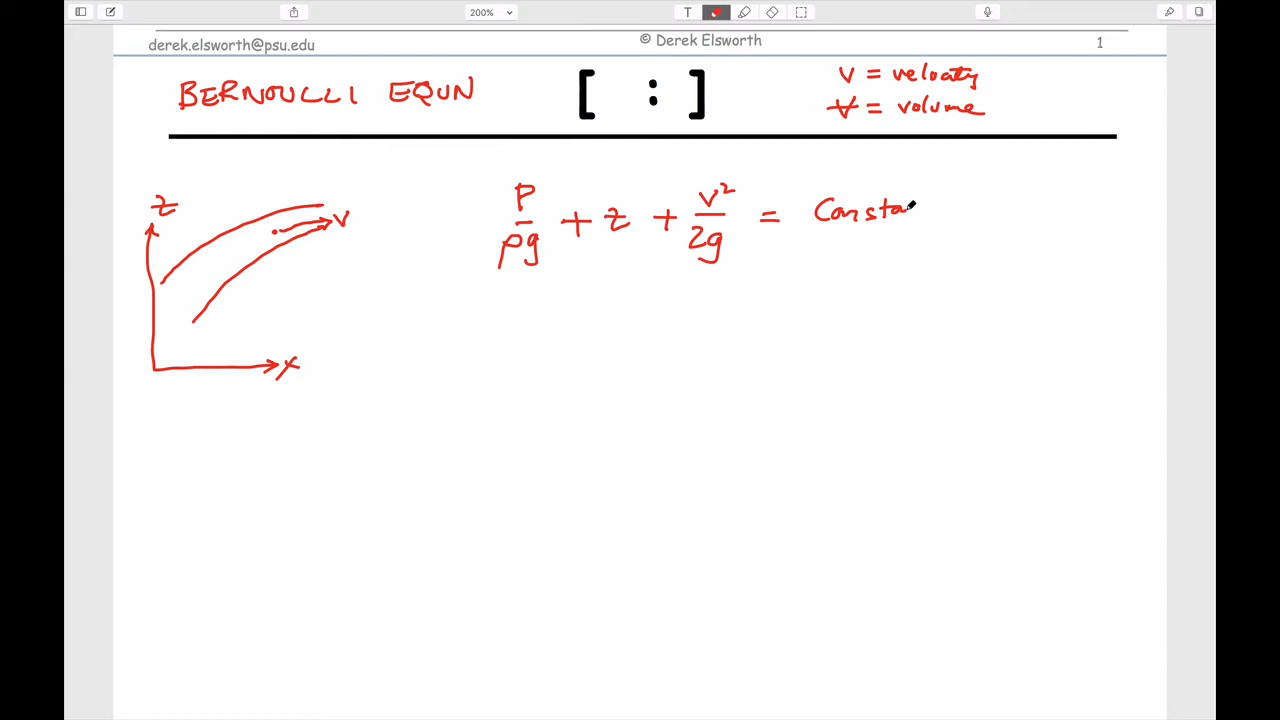 200%
T
derek.elsworth@psu.edu
© Derek Elsworth
1
BERNOULLI EQUN
[ : ]
v = velocity
V̶ = volume
z
v
x
P/ρg + z + v²/2g = Consta